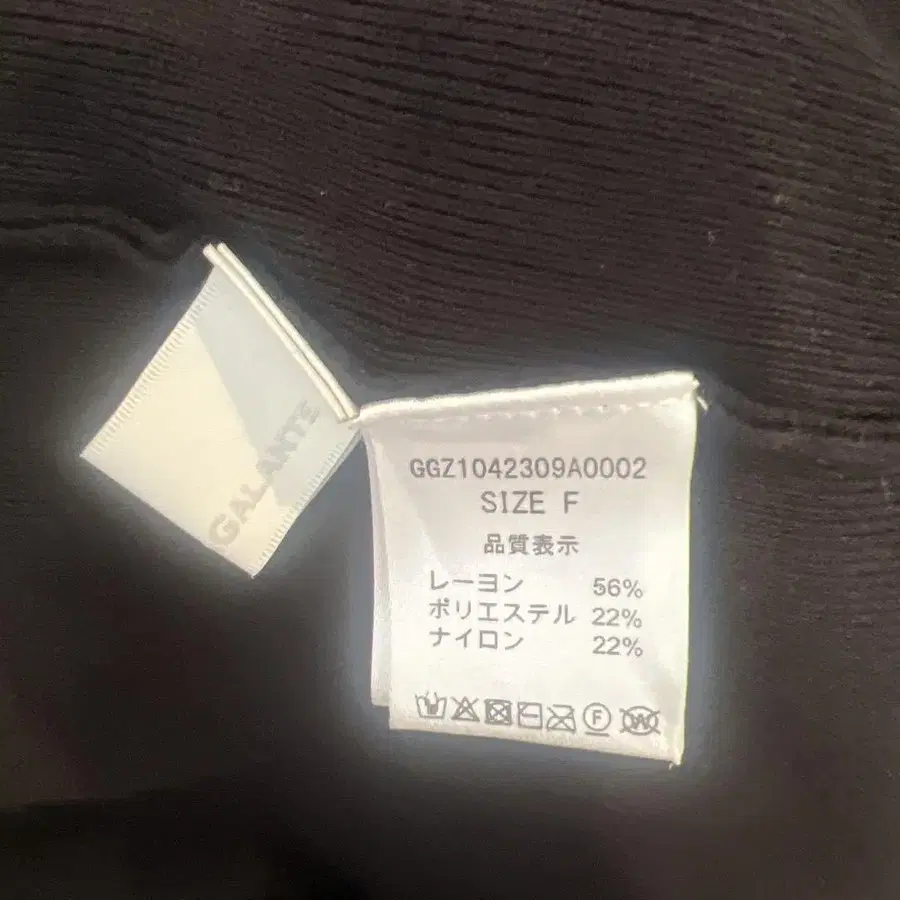 GALANTE
GGZ1042309A0002
SIZE F
品質表示
レーヨン 56%
ポリエステル 22%
ナイロン 22%
F W